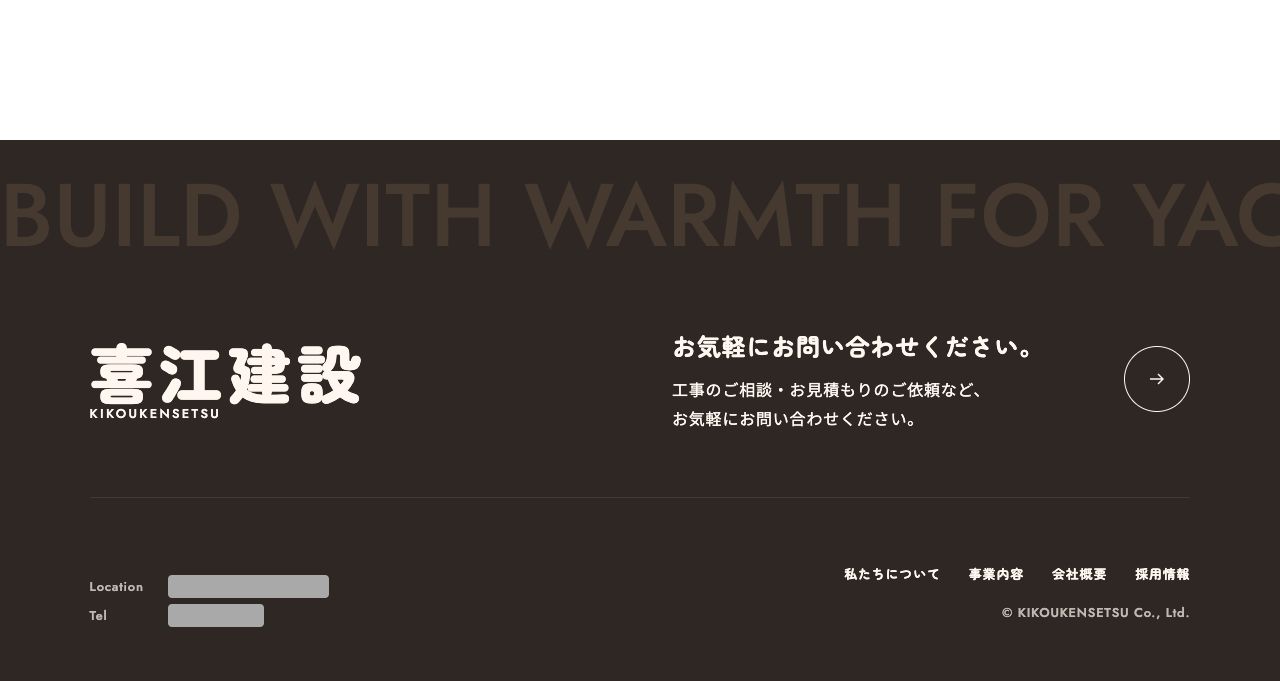 BUILD WITH WARMTH FOR YAC
喜江建設
KIKOUKENSETSU
お気軽にお問い合わせください。
工事のご相談・お見積もりのご依頼など、
お気軽にお問い合わせください。
Location
Tel
私たちについて 事業内容 会社概要 採用情報
© KIKOUKENSETSU Co., Ltd.